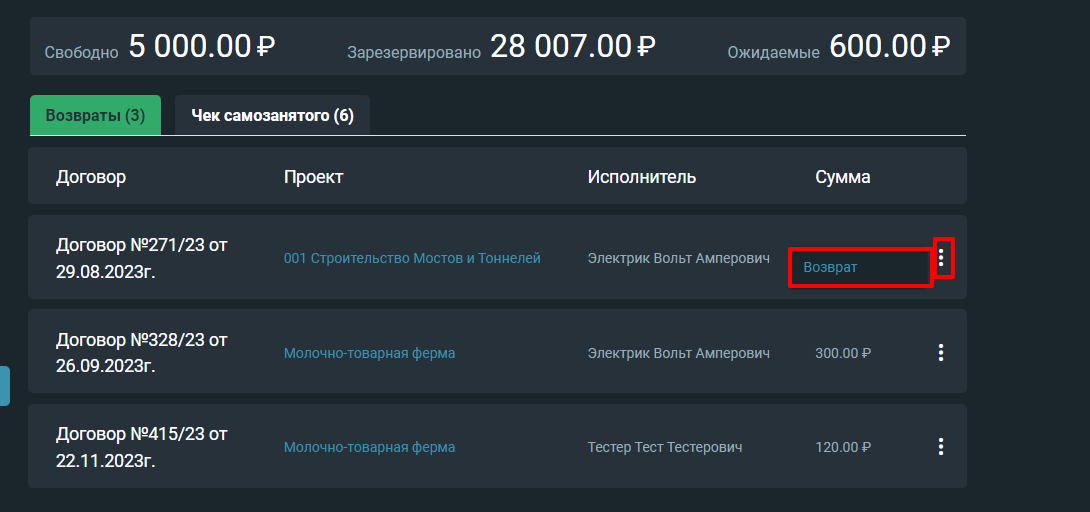 Свободно 5 000.00 ₽ Зарезервировано 28 007.00 ₽ Ожидаемые 600.00 ₽
Возвраты (3) Чек самозанятого (6)
Договор Проект Исполнитель Сумма
Договор №271/23 от
29.08.2023г.
001 Строительство Мостов и Тоннелей Электрик Вольт Амперович Возврат
Договор №328/23 от
26.09.2023г.
Молочно-товарная ферма Электрик Вольт Амперович 300.00 ₽
Договор №415/23 от
22.11.2023г.
Молочно-товарная ферма Тестер Тест Тестерович 120.00 ₽